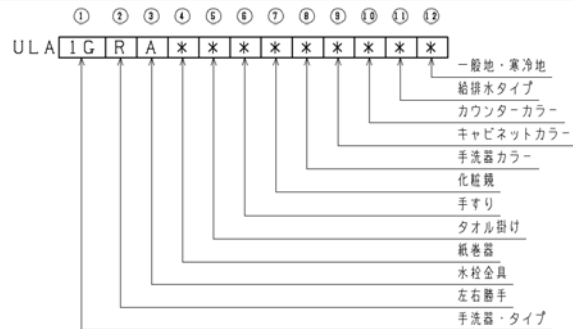 ① ② ③ ④ ⑤ ⑥ ⑦ ⑧ ⑨ ⑩ ⑪ ⑫
ULA 1G R A * * * * * * * * *
一般地・寒冷地
給排水タイプ
カウンターカラー
キャビネットカラー
手洗器カラー
化粧鏡
手すり
タオル掛け
紙巻器
水栓金具
左右勝手
手洗器・タイプ